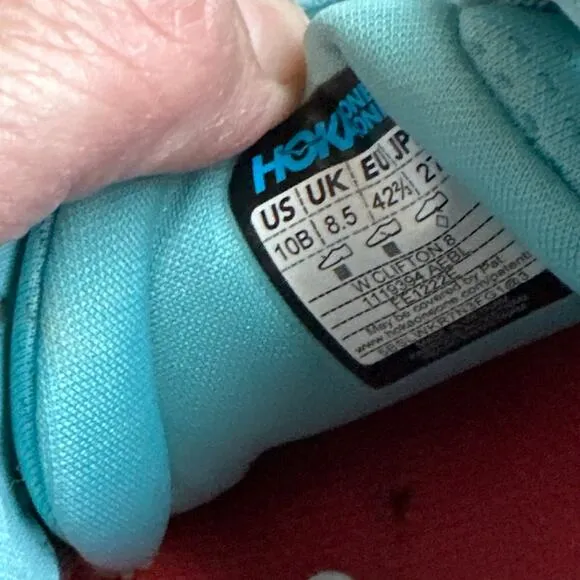 HOKA ONE ONE
US UK EU JP
10B 8.5 42⅔ 27
W CLIFTON 8
1119394 AEBL
EE1222E
May be covered by Pat
www.hokaoneone.com/patents